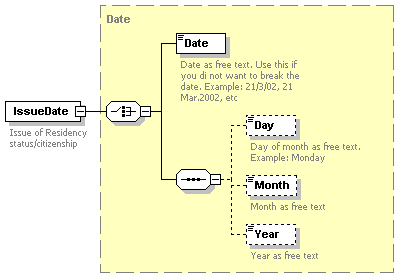 Date
Date
Date as free text. Use this if
you di not want to break the
date. Example: 21/3/02, 21
Mar.2002, etc
IssueDate
Issue of Residency
status/citizenship
Day
Day of month as free text.
Example: Monday
Month
Month as free text
Year
Year as free text